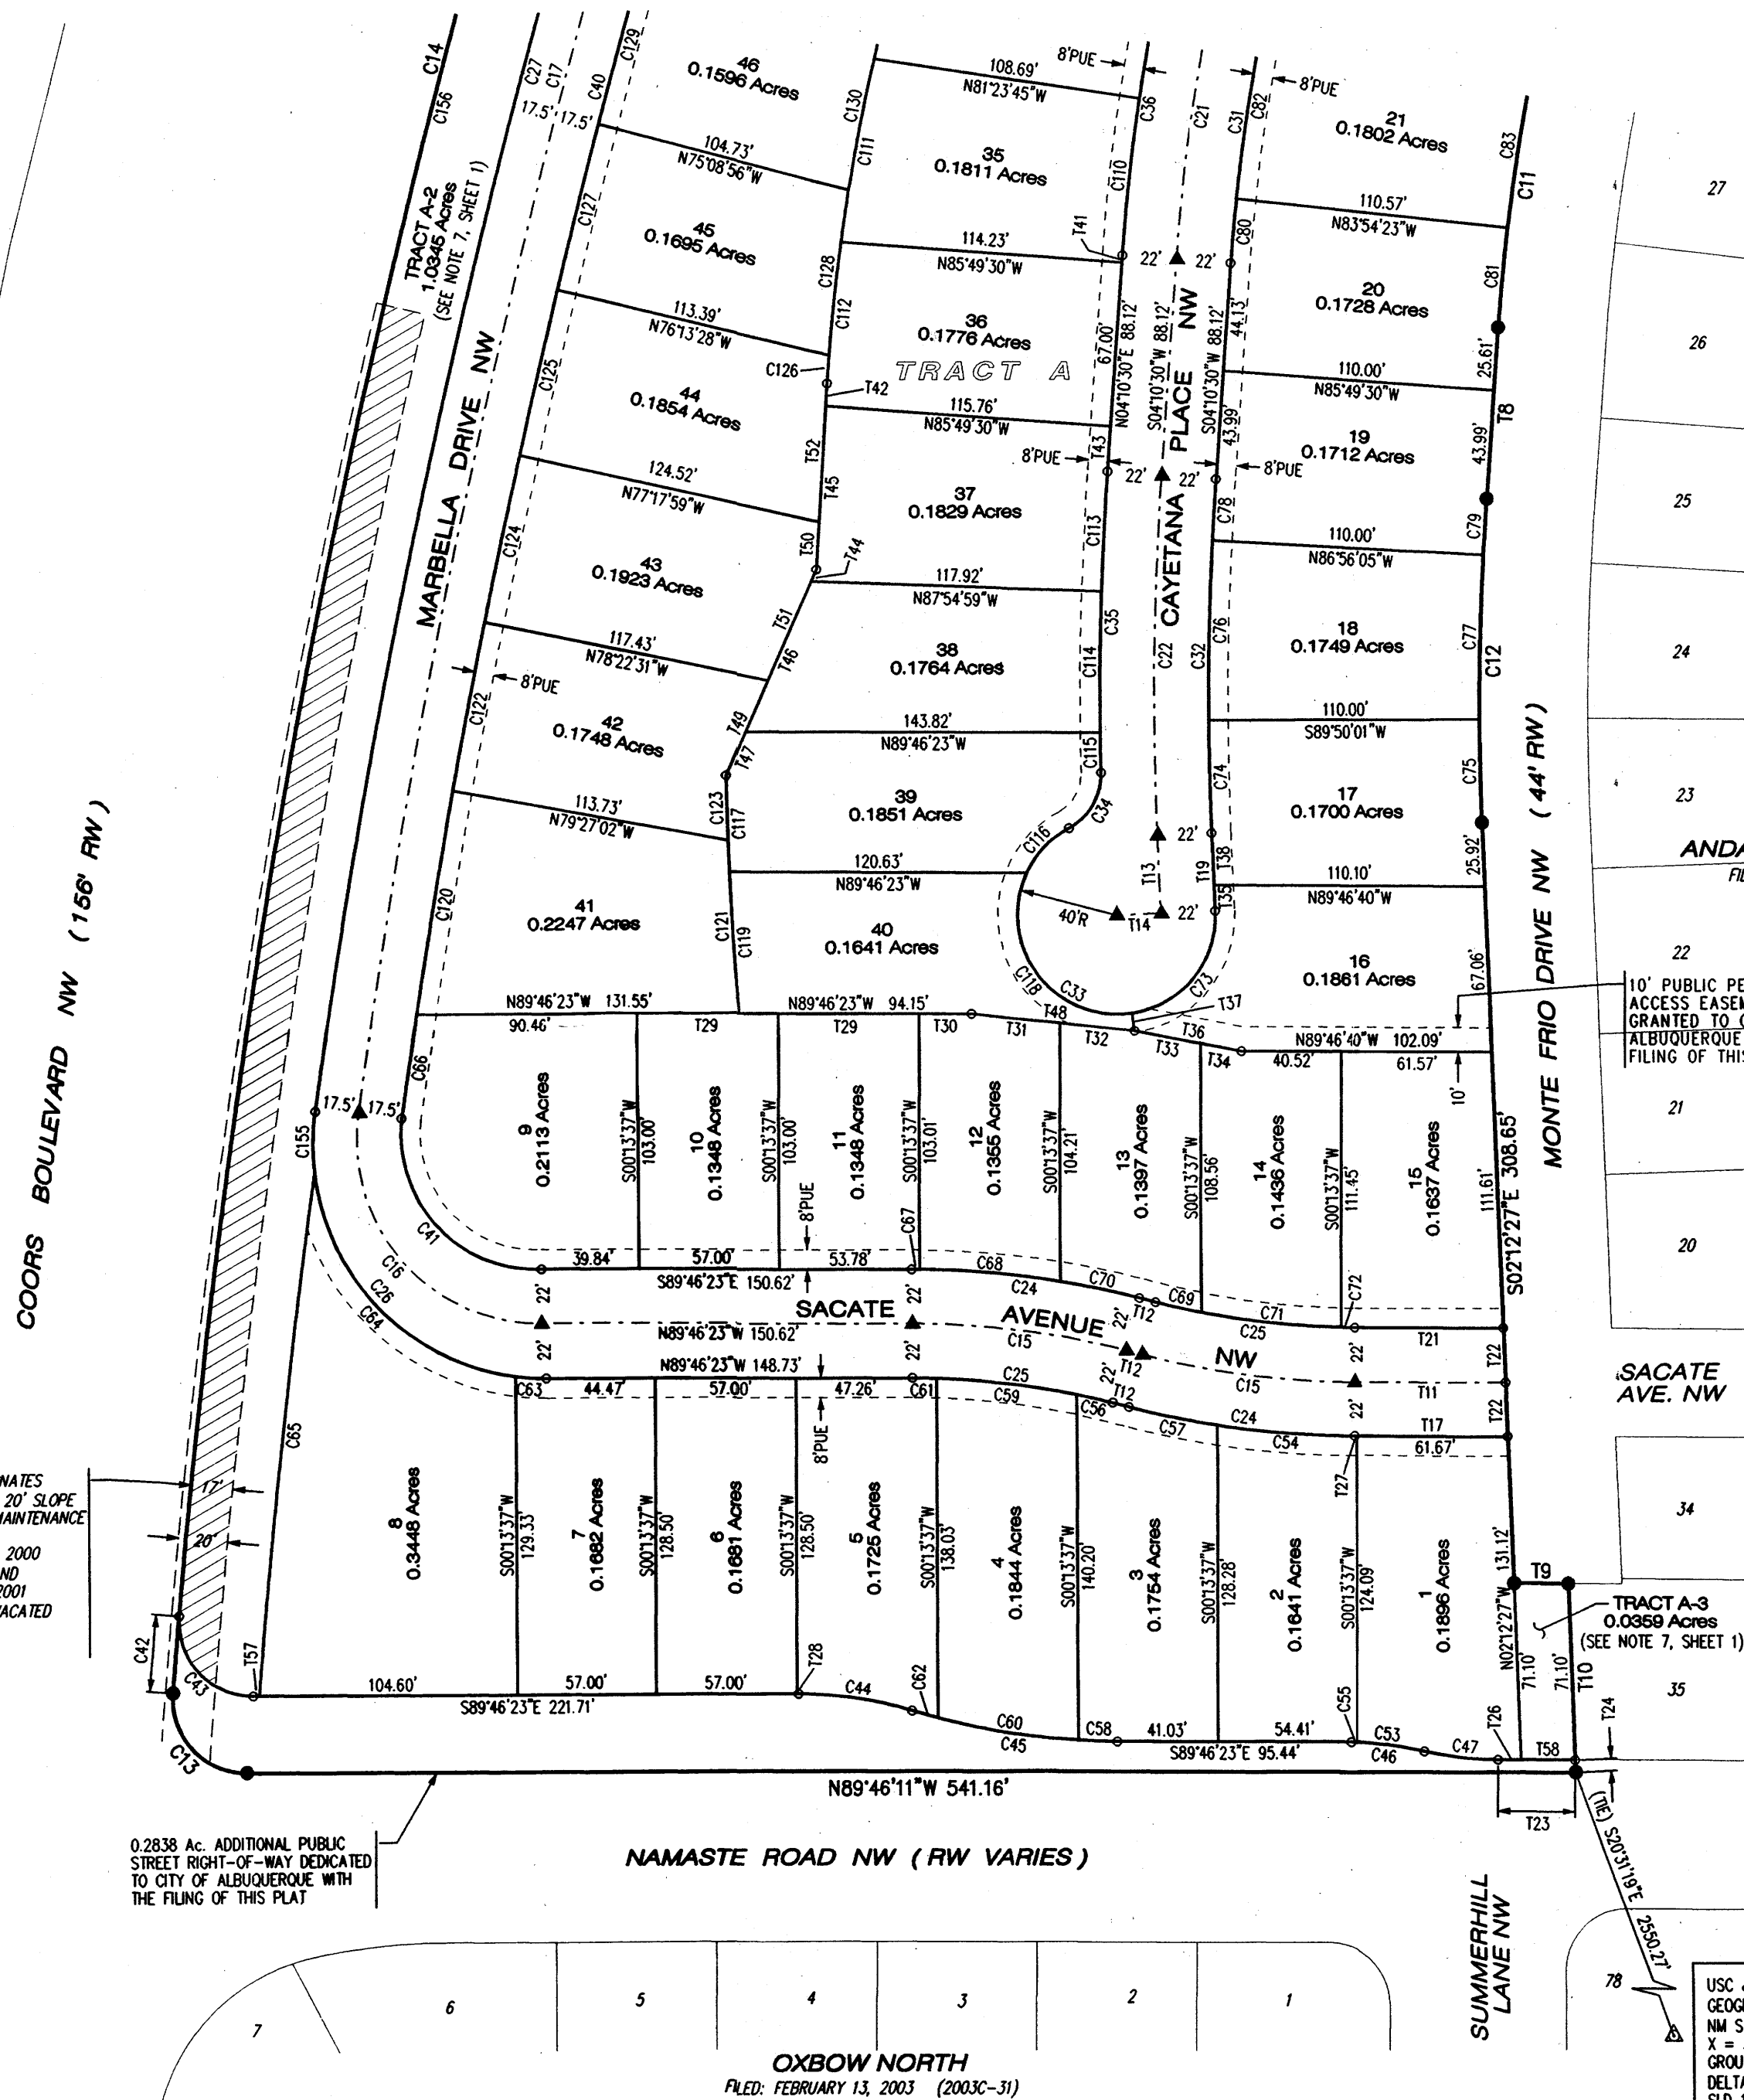 C14
C156
C27
C17
C40
C129
17.5' 17.5'
46
0.1596 Acres
C130
108.69'
N81°23'45"W
8'PUE
C36
C21
C31
C82
8'PUE
21
0.1802 Acres
C83
C11
27
104.73'
N75°08'56"W
C111
35
0.1811 Acres
C110
TRACT A-2
1.0345 Acres
(SEE NOTE 7, SHEET 1)
C127
45
0.1695 Acres
C128
114.23'
N85°49'30"W
T41
22'
22'
C80
110.57'
N83°54'23"W
C81
20
0.1728 Acres
26
113.39'
N76°13'28"W
C112
36
0.1776 Acres
67.00'
N04°10'30"E 88.12'
S04°10'30"W 88.12'
S04°10'30"W 88.12'
44.13'
25.61'
MARBELLA DRIVE NW
C125
C126
T42
TRACT A
CAYETANA PLACE NW
110.00'
N85°49'30"W
T8
44
0.1854 Acres
115.76'
N85°49'30"W
T43
43.99'
43.99'
19
0.1712 Acres
T52
8'PUE
22'
22'
8'PUE
124.52'
N77°17'59"W
T45
37
0.1829 Acres
C113
C78
C79
25
C124
T50
T44
110.00'
N86°56'05"W
43
0.1923 Acres
117.92'
N87°54'59"W
T51
C35
C76
C77
18
0.1749 Acres
C12
24
117.43'
N78°22'31"W
T46
38
0.1764 Acres
C114
C22
C32
8'PUE
C122
42
0.1748 Acres
T49
143.82'
N89°46'23"W
110.00'
S89°50'01"W
T47
C115
C74
C75
23
COORS BOULEVARD NW (156' RW)
MONTE FRIO DRIVE NW (44' RW)
113.73'
N79°27'02"W
C123
C117
39
0.1851 Acres
C34
C116
17
0.1700 Acres
22'
25.92'
T13
T19
T38
120.63'
N89°46'23"W
110.10'
N89°46'40"W
T35
C120
41
0.2247 Acres
C121
C119
40
0.1641 Acres
40'R
T14
22'
67.06'
22
16
0.1861 Acres
C118
C33
C73
T37
N89°46'23"W 131.55'
N89°46'23"W 94.15'
90.46'
T29
T29
T30
T31
T48
T32
T36
T33
T34
N89°46'40"W 102.09'
40.52'
61.57'
10'
C66
17.5'
17.5'
C155
9
0.2113 Acres
S00°13'37"W
103.00'
10
0.1348 Acres
S00°13'37"W
103.00'
11
0.1348 Acres
S00°13'37"W
103.01'
12
0.1355 Acres
S00°13'37"W
104.21'
13
0.1397 Acres
S00°13'37"W
108.56'
14
0.1436 Acres
S00°13'37"W
111.45'
15
0.1637 Acres
111.61'
S02°12'27"E 308.65'
21
20
C41
C16
C26
C64
39.84'
57.00'
53.78'
S89°46'23"E 150.62'
8'PUE
C67
C68
C24
C70
T12
C69
C71
C25
C72
T21
22'
22'
22'
22'
T22
SACATE AVENUE NW
N89°46'23"W 150.62'
C15
T12
C15
T11
N89°46'23"W 148.73'
22'
22'
22'
22'
T22
SACATE
AVE. NW
C63
44.47'
57.00'
47.26'
C61
C25
C59
T12
C56
C57
C24
C54
T17
61.67'
8'PUE
T27
C65
17'
20'
20' SLOPE
2000
8
0.3448 Acres
S00°13'37"W
129.33'
7
0.1682 Acres
S00°13'37"W
128.50'
6
0.1681 Acres
S00°13'37"W
128.50'
5
0.1725 Acres
S00°13'37"W
138.03'
4
0.1844 Acres
S00°13'37"W
140.20'
3
0.1754 Acres
S00°13'37"W
128.28'
2
0.1641 Acres
S00°13'37"W
124.09'
1
0.1896 Acres
131.12'
34
T9
TRACT A-3
0.0359 Acres
(SEE NOTE 7, SHEET 1)
N02°12'27"W
71.10'
71.10'
T10
35
T24
C42
C43
T57
104.60'
57.00'
57.00'
S89°46'23"E 221.71'
T28
C44
C62
C60
C45
C58
41.03'
54.41'
S89°46'23"E 95.44'
C55
C53
C46
C47
T26
T58
T23
C13
N89°46'11"W 541.16'
(TIE) S20°31'19"E 2550.27'
0.2838 Ac. ADDITIONAL PUBLIC
STREET RIGHT-OF-WAY DEDICATED
TO CITY OF ALBUQUERQUE WITH
THE FILING OF THIS PLAT
NAMASTE ROAD NW (RW VARIES)
SUMMERHILL
LANE NW
7
6
5
4
3
2
1
78
OXBOW NORTH
FILED: FEBRUARY 13, 2003 (2003C-31)
10' PUBLIC
GRANTED TO
ALBUQUERQUE
USC
X =